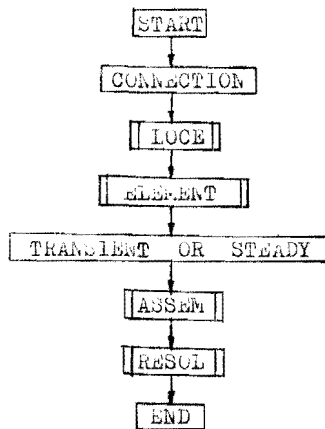 START
CONNECTION
LOCE
ELEMENT
TRANSIENT OR STEADY
ASSEM
RESOL
END